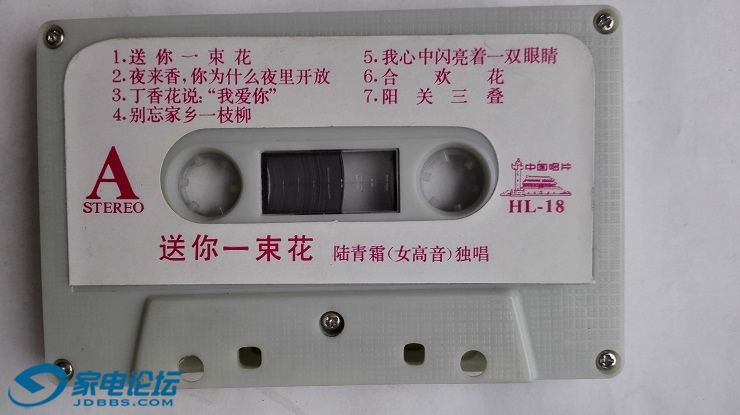 1.送你一束花
2.夜来香，你为什么夜里开放
3.丁香花说：“我爱你”
4.别忘家乡一枝柳
5.我心中闪亮着一双眼睛
6.合欢花
7.阳关三叠
A
STEREO
中国唱片
HL-18
送你一束花 陆青霜(女高音)独唱
家电论坛
JDBBS.COM